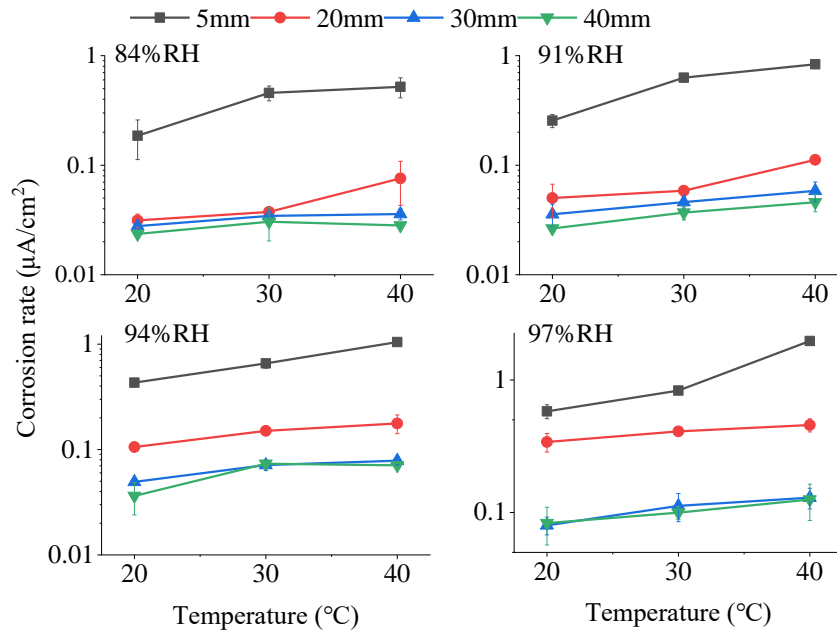 5mm 20mm 30mm 40mm
84%RH
1
0.1
0.01
20 30 40
91%RH
1
0.1
0.01
20 30 40
94%RH
1
0.1
0.01
20 30 40
97%RH
1
0.1
20 30 40
Corrosion rate (μA/cm²)
Temperature (℃)
Temperature (℃)